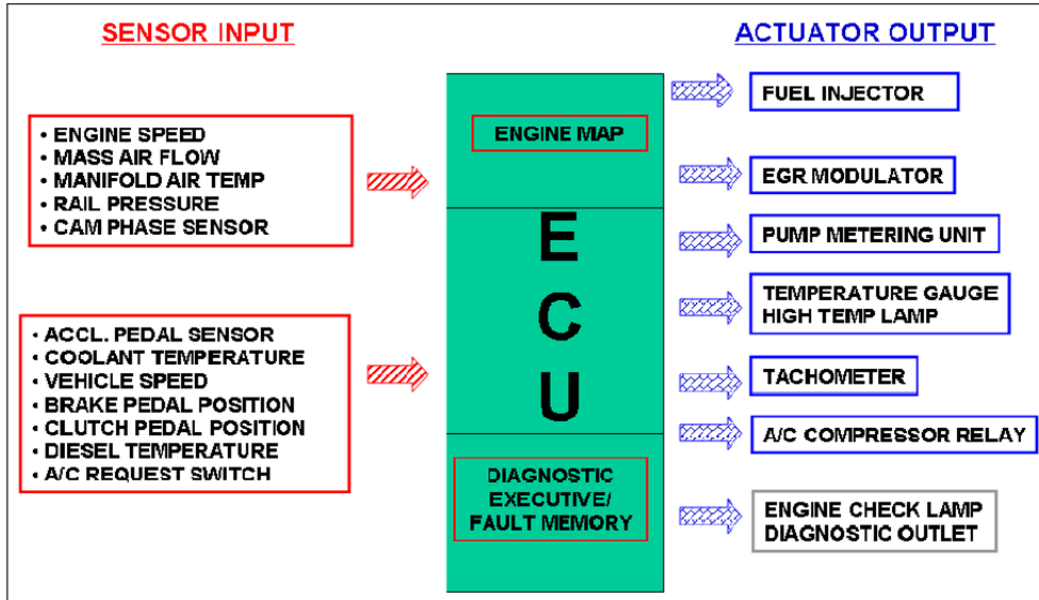 SENSOR INPUT
ACTUATOR OUTPUT
• ENGINE SPEED
• MASS AIR FLOW
• MANIFOLD AIR TEMP
• RAIL PRESSURE
• CAM PHASE SENSOR
• ACCL. PEDAL SENSOR
• COOLANT TEMPERATURE
• VEHICLE SPEED
• BRAKE PEDAL POSITION
• CLUTCH PEDAL POSITION
• DIESEL TEMPERATURE
• A/C REQUEST SWITCH
ENGINE MAP
E
C
U
DIAGNOSTIC
EXECUTIVE/
FAULT MEMORY
FUEL INJECTOR
EGR MODULATOR
PUMP METERING UNIT
TEMPERATURE GAUGE
HIGH TEMP LAMP
TACHOMETER
A/C COMPRESSOR RELAY
ENGINE CHECK LAMP
DIAGNOSTIC OUTLET